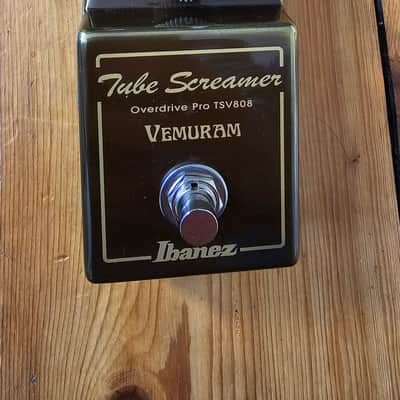 Tube Screamer
Overdrive Pro TSV808
VEMURAM
Ibanez